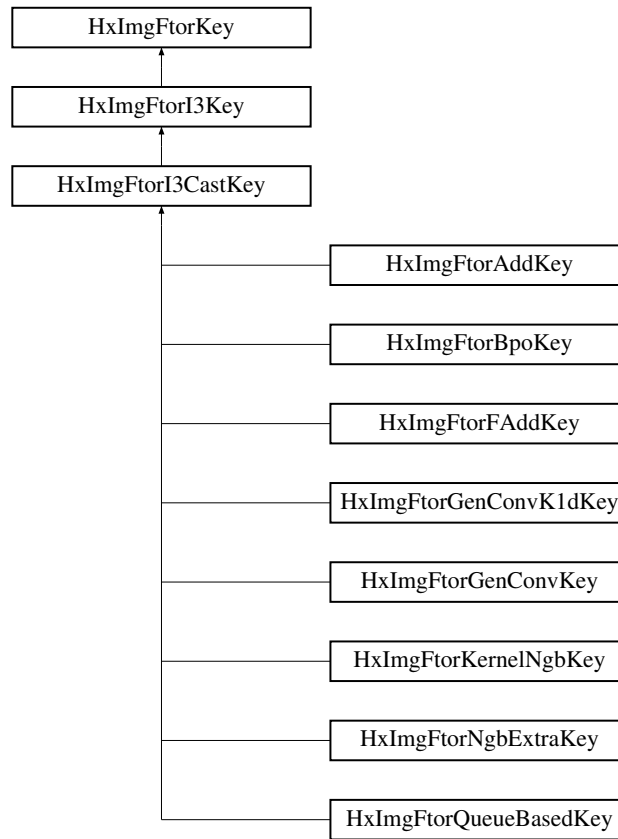 HxImgFtorKey
HxImgFtorI3Key
HxImgFtorI3CastKey
HxImgFtorAddKey
HxImgFtorBpoKey
HxImgFtorFAddKey
HxImgFtorGenConvK1dKey
HxImgFtorGenConvKey
HxImgFtorKernelNgbKey
HxImgFtorNgbExtraKey
HxImgFtorQueueBasedKey